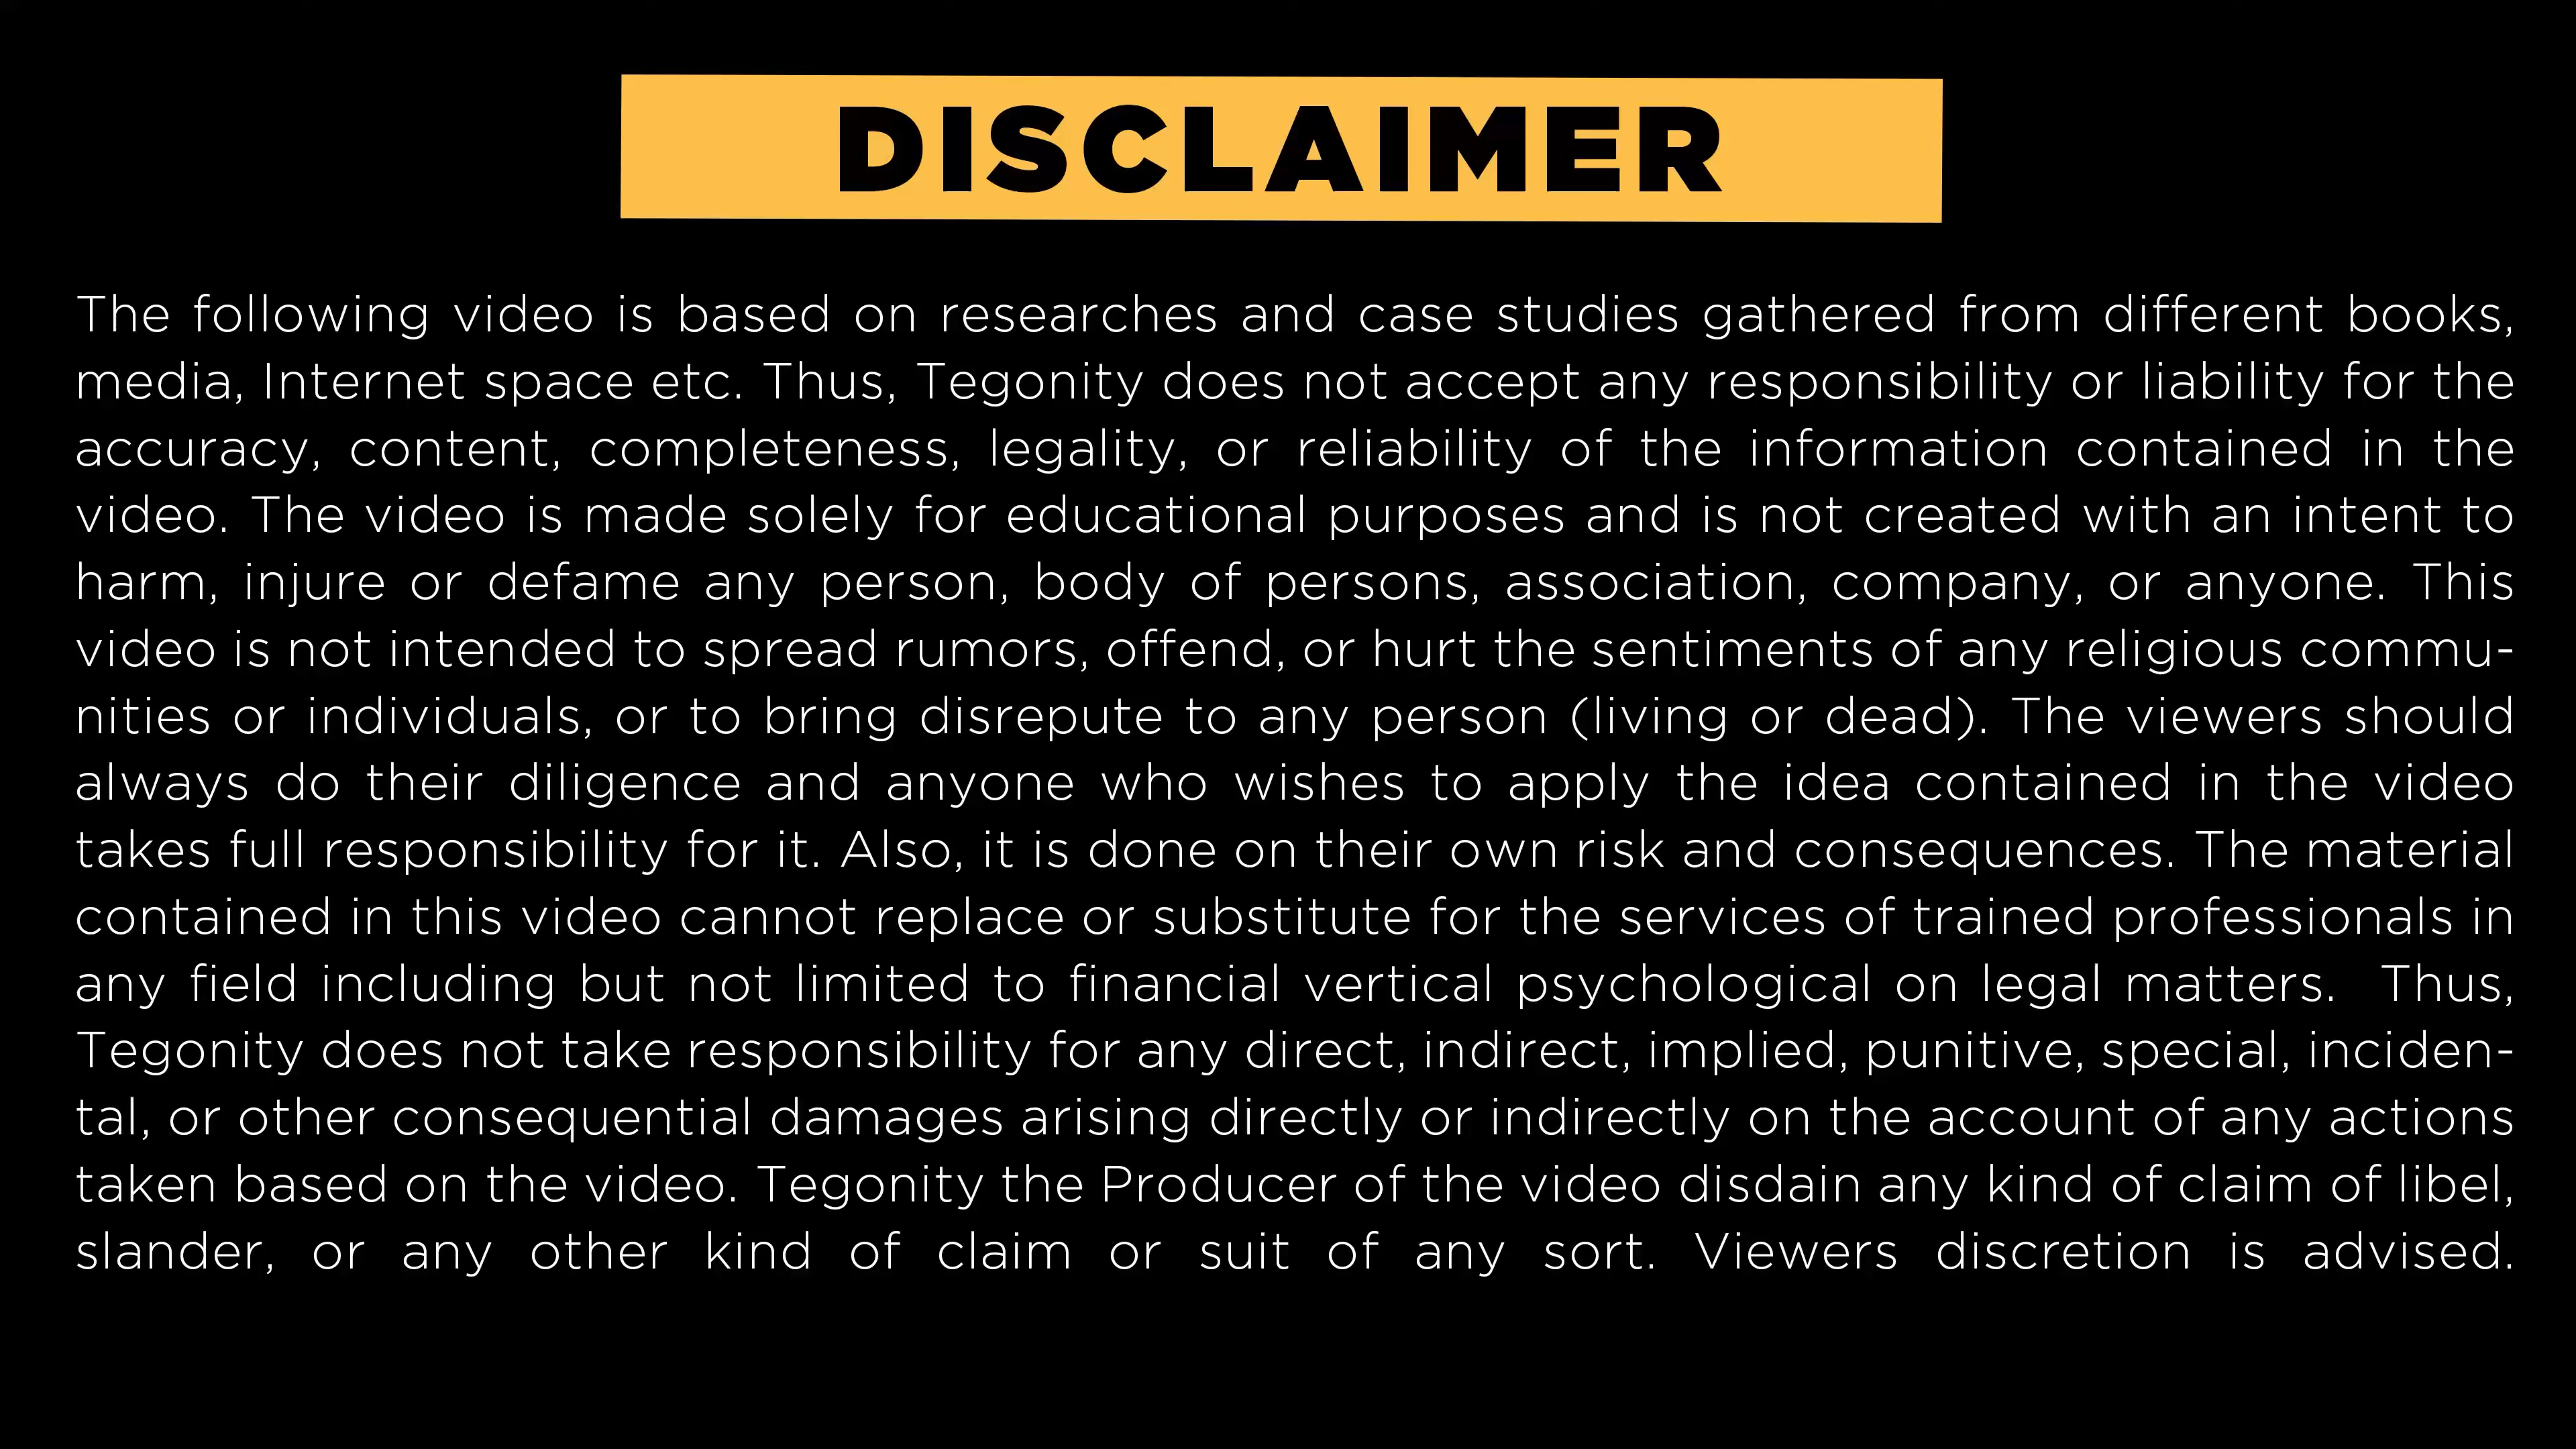 DISCLAIMER
The following video is based on researches and case studies gathered from different books,
media, Internet space etc. Thus, Tegonity does not accept any responsibility or liability for the
accuracy, content, completeness, legality, or reliability of the information contained in the
video. The video is made solely for educational purposes and is not created with an intent to
harm, injure or defame any person, body of persons, association, company, or anyone. This
video is not intended to spread rumors, offend, or hurt the sentiments of any religious commu-
nities or individuals, or to bring disrepute to any person (living or dead). The viewers should
always do their diligence and anyone who wishes to apply the idea contained in the video
takes full responsibility for it. Also, it is done on their own risk and consequences. The material
contained in this video cannot replace or substitute for the services of trained professionals in
any field including but not limited to financial vertical psychological on legal matters.  Thus,
Tegonity does not take responsibility for any direct, indirect, implied, punitive, special, inciden-
tal, or other consequential damages arising directly or indirectly on the account of any actions
taken based on the video. Tegonity the Producer of the video disdain any kind of claim of libel,
slander, or any other kind of claim or suit of any sort. Viewers discretion is advised.